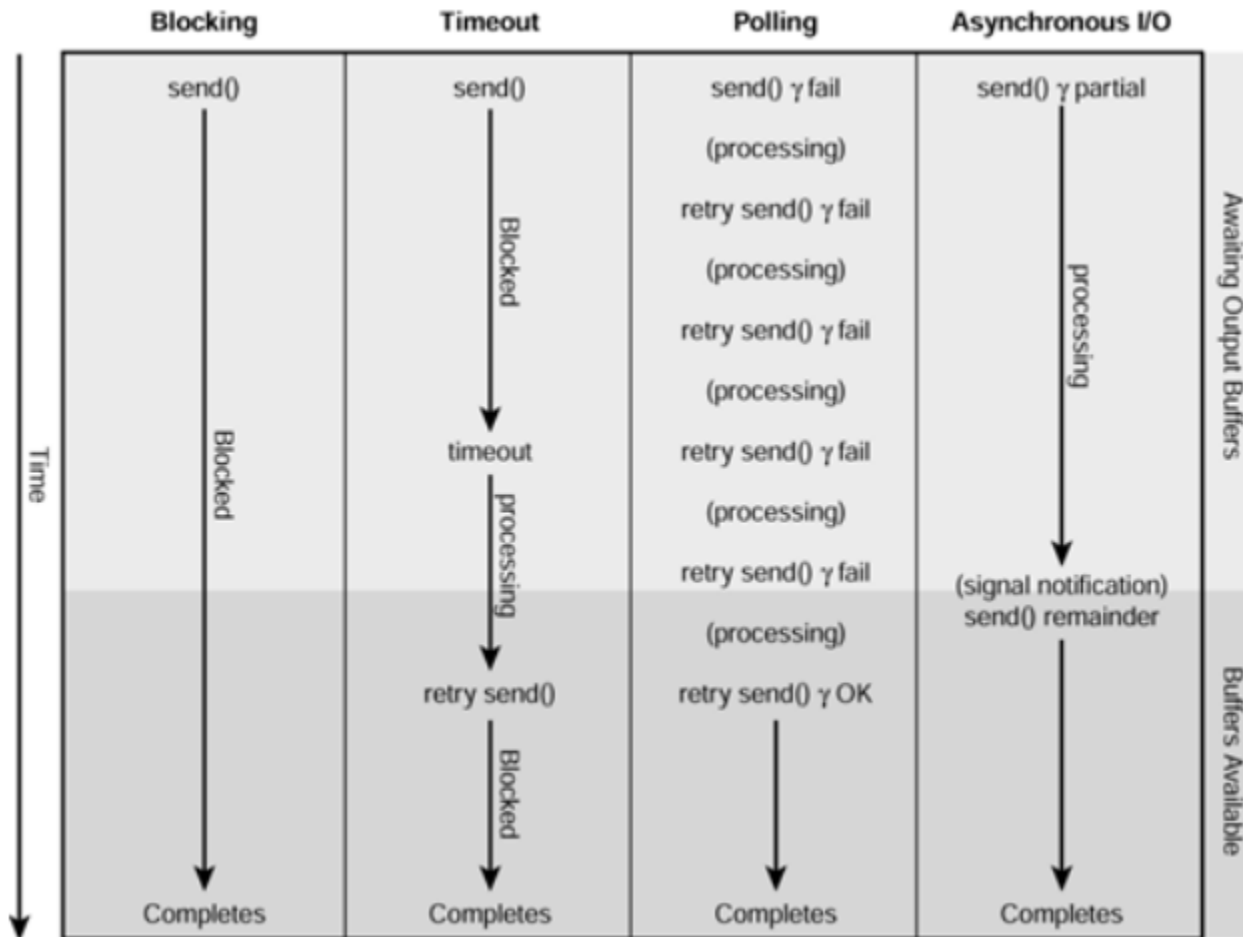 Blocking
Timeout
Polling
Asynchronous I/O
Time
send()
Blocked
Completes
send()
Blocked
timeout
processing
retry send()
Blocked
Completes
send() γ fail
(processing)
retry send() γ fail
(processing)
retry send() γ fail
(processing)
retry send() γ fail
(processing)
retry send() γ fail
(processing)
retry send() γ OK
Completes
send() γ partial
processing
(signal notification)
send() remainder
Completes
Awaiting Output Buffers
Buffers Available